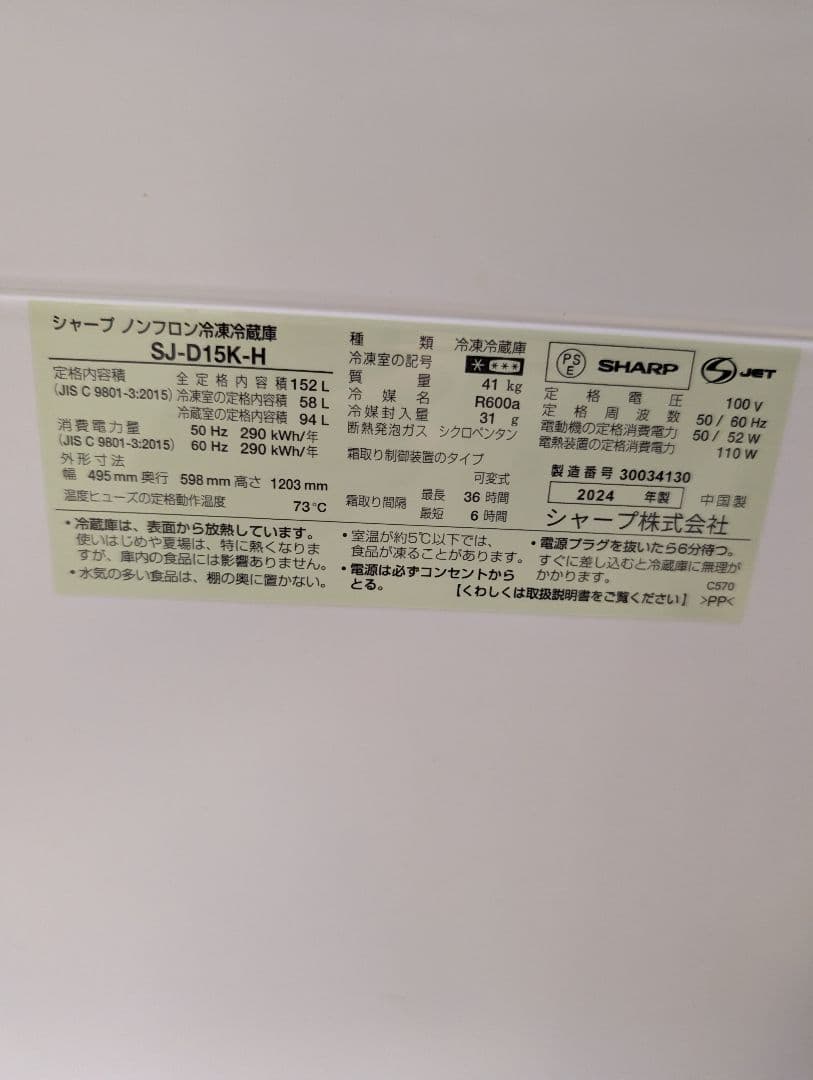 シャープ ノンフロン冷凍冷蔵庫
SJ-D15K-H
定格内容積
(JIS C 9801-3:2015)
全定格内容積 152 L
冷凍室の定格内容積 58 L
冷蔵室の定格内容積 94 L
消費電力量
(JIS C 9801-3:2015)
50 Hz 290 kWh/年
60 Hz 290 kWh/年
外形寸法
幅 495 mm 奥行 598 mm 高さ 1203 mm
温度ヒューズの定格動作温度 73℃
種類 冷凍冷蔵庫
冷凍室の記号 * ***
質量 41 kg
冷媒名 R600a
冷媒封入量 31 g
断熱発泡ガス シクロペンタン
霜取り制御装置のタイプ
可変式
霜取り間隔 最長 36 時間
最短 6 時間
PSE SHARP
S JET
定格電圧 100 V
定格周波数 50 / 60 Hz
電動機の定格消費電力 50 / 52 W
電熱装置の定格消費電力 110 W
製造番号 30034130
2024 年製 中国製
シャープ株式会社
・冷蔵庫は、表面から放熱しています。
使いはじめや夏場は、特に熱くなりま
すが、庫内の食品には影響ありません。
・水気の多い食品は、棚の奥に置かない。
・室温が約5℃以下では、
食品が凍ることがあります。
・電源は必ずコンセントから
とる。
・電源プラグを抜いたら6分待つ。
すぐに差し込むと冷蔵庫に無理が
かかります。
C570
【くわしくは取扱説明書をご覧ください】 >PP<